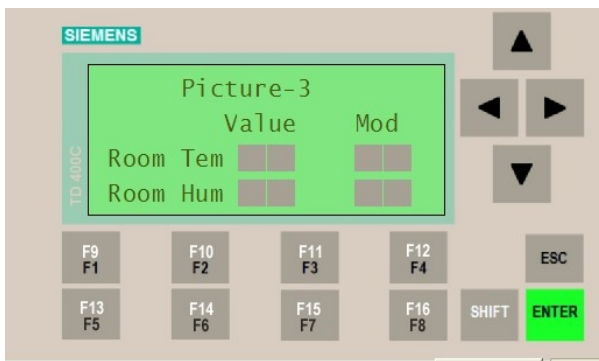 SIEMENS
Picture-3
Value Mod
Room Tem
Room Hum
TD 400C
F9 F10 F11 F12
F1 F2 F3 F4
ESC
F13 F14 F15 F16
F5 F6 F7 F8
SHIFT ENTER